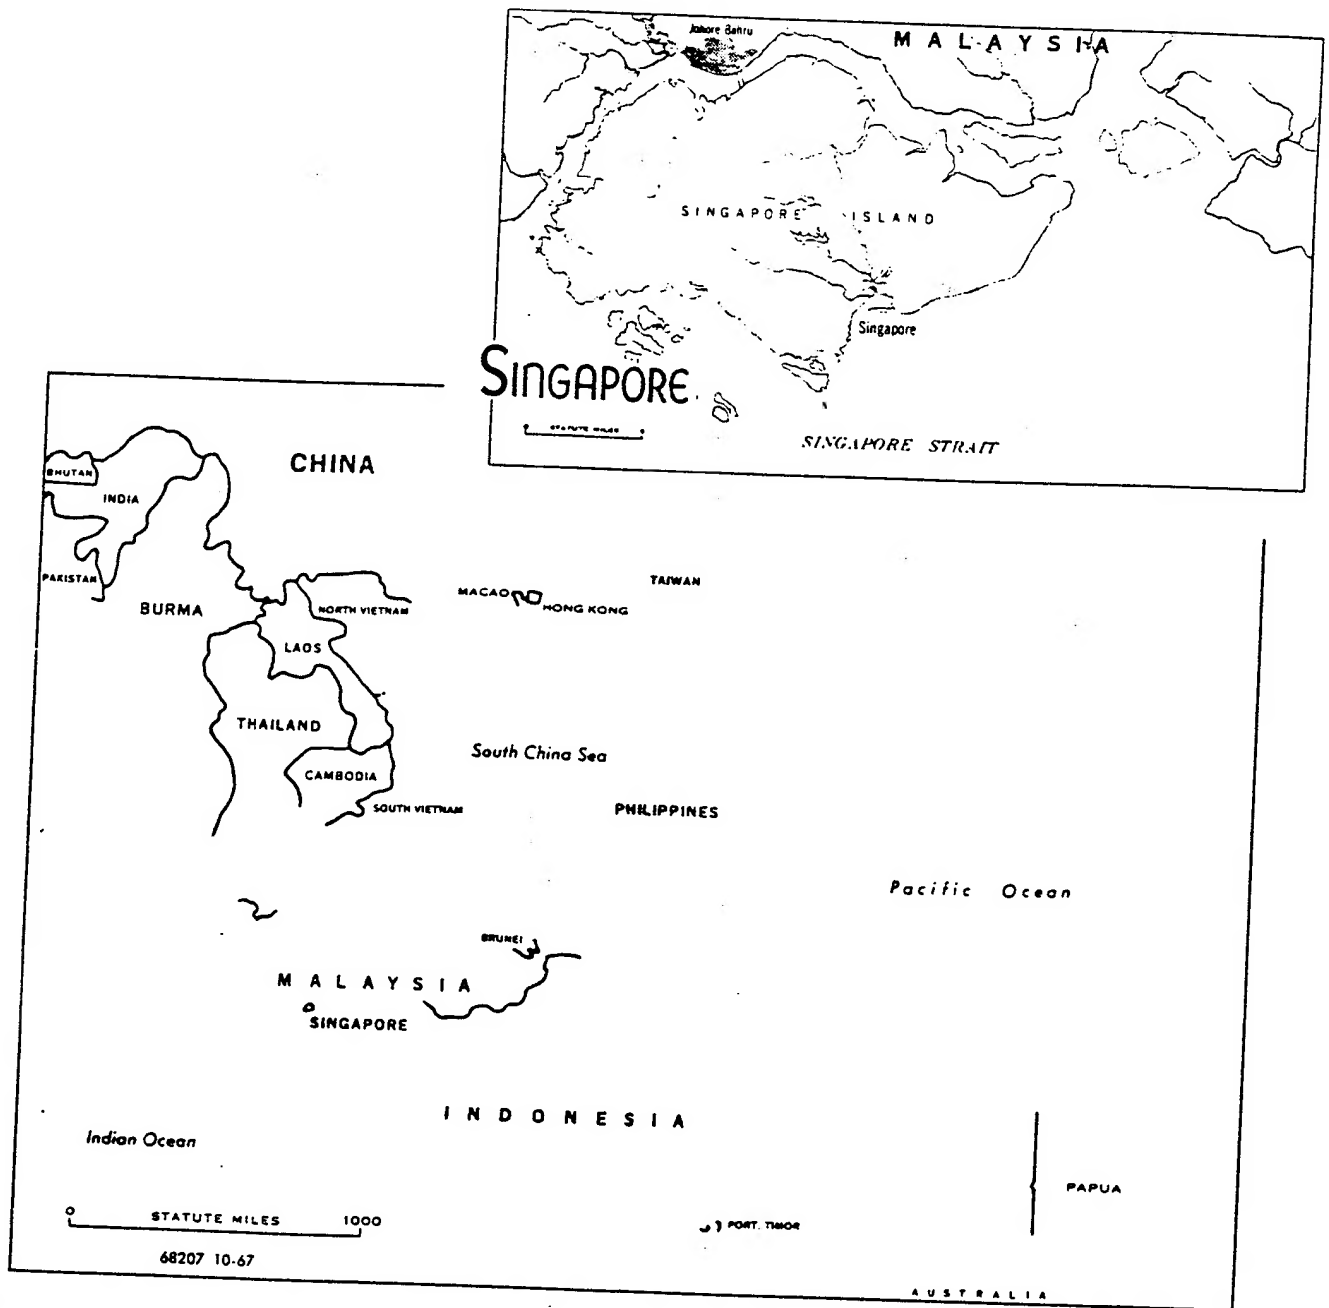 Johore Bahru
MALAYSIA
SINGAPORE ISLAND
Singapore
SINGAPORE
STATUTE MILES
SINGAPORE STRAIT
CHINA
BHUTAN
INDIA
PAKISTAN
BURMA
NORTH VIETNAM
MACAO
HONG KONG
TAIWAN
LAOS
THAILAND
South China Sea
CAMBODIA
SOUTH VIETNAM
PHILIPPINES
Pacific Ocean
BRUNEI
MALAYSIA
SINGAPORE
INDONESIA
Indian Ocean
PAPUA
0 STATUTE MILES 1000
PORT. TIMOR
68207 10-67
AUSTRALIA